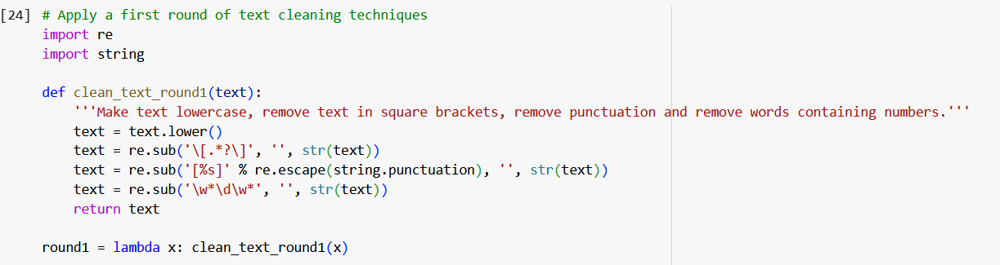 [24] # Apply a first round of text cleaning techniques
import re
import string
def clean_text_round1(text):
'''Make text lowercase, remove text in square brackets, remove punctuation and remove words containing numbers.'''
text = text.lower()
text = re.sub('\[.*?\]', '', str(text))
text = re.sub('[%s]' % re.escape(string.punctuation), '', str(text))
text = re.sub('\w*\d\w*', '', str(text))
return text
round1 = lambda x: clean_text_round1(x)